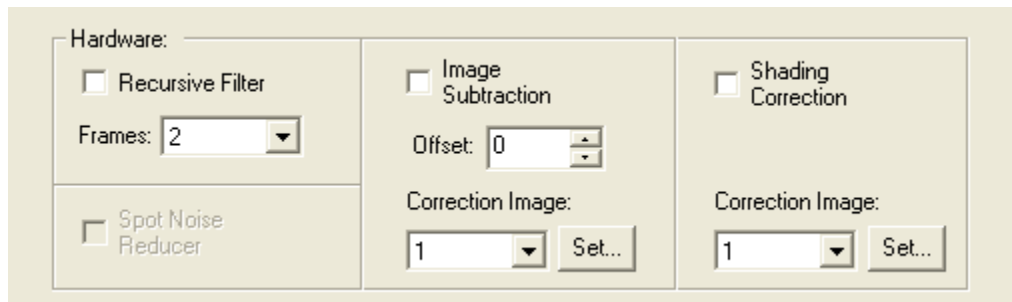 Hardware:
Recursive Filter
Frames: 2
Spot Noise
Reducer
Image
Subtraction
Offset: 0
Correction Image:
1 Set...
Shading
Correction
Correction Image:
1 Set...